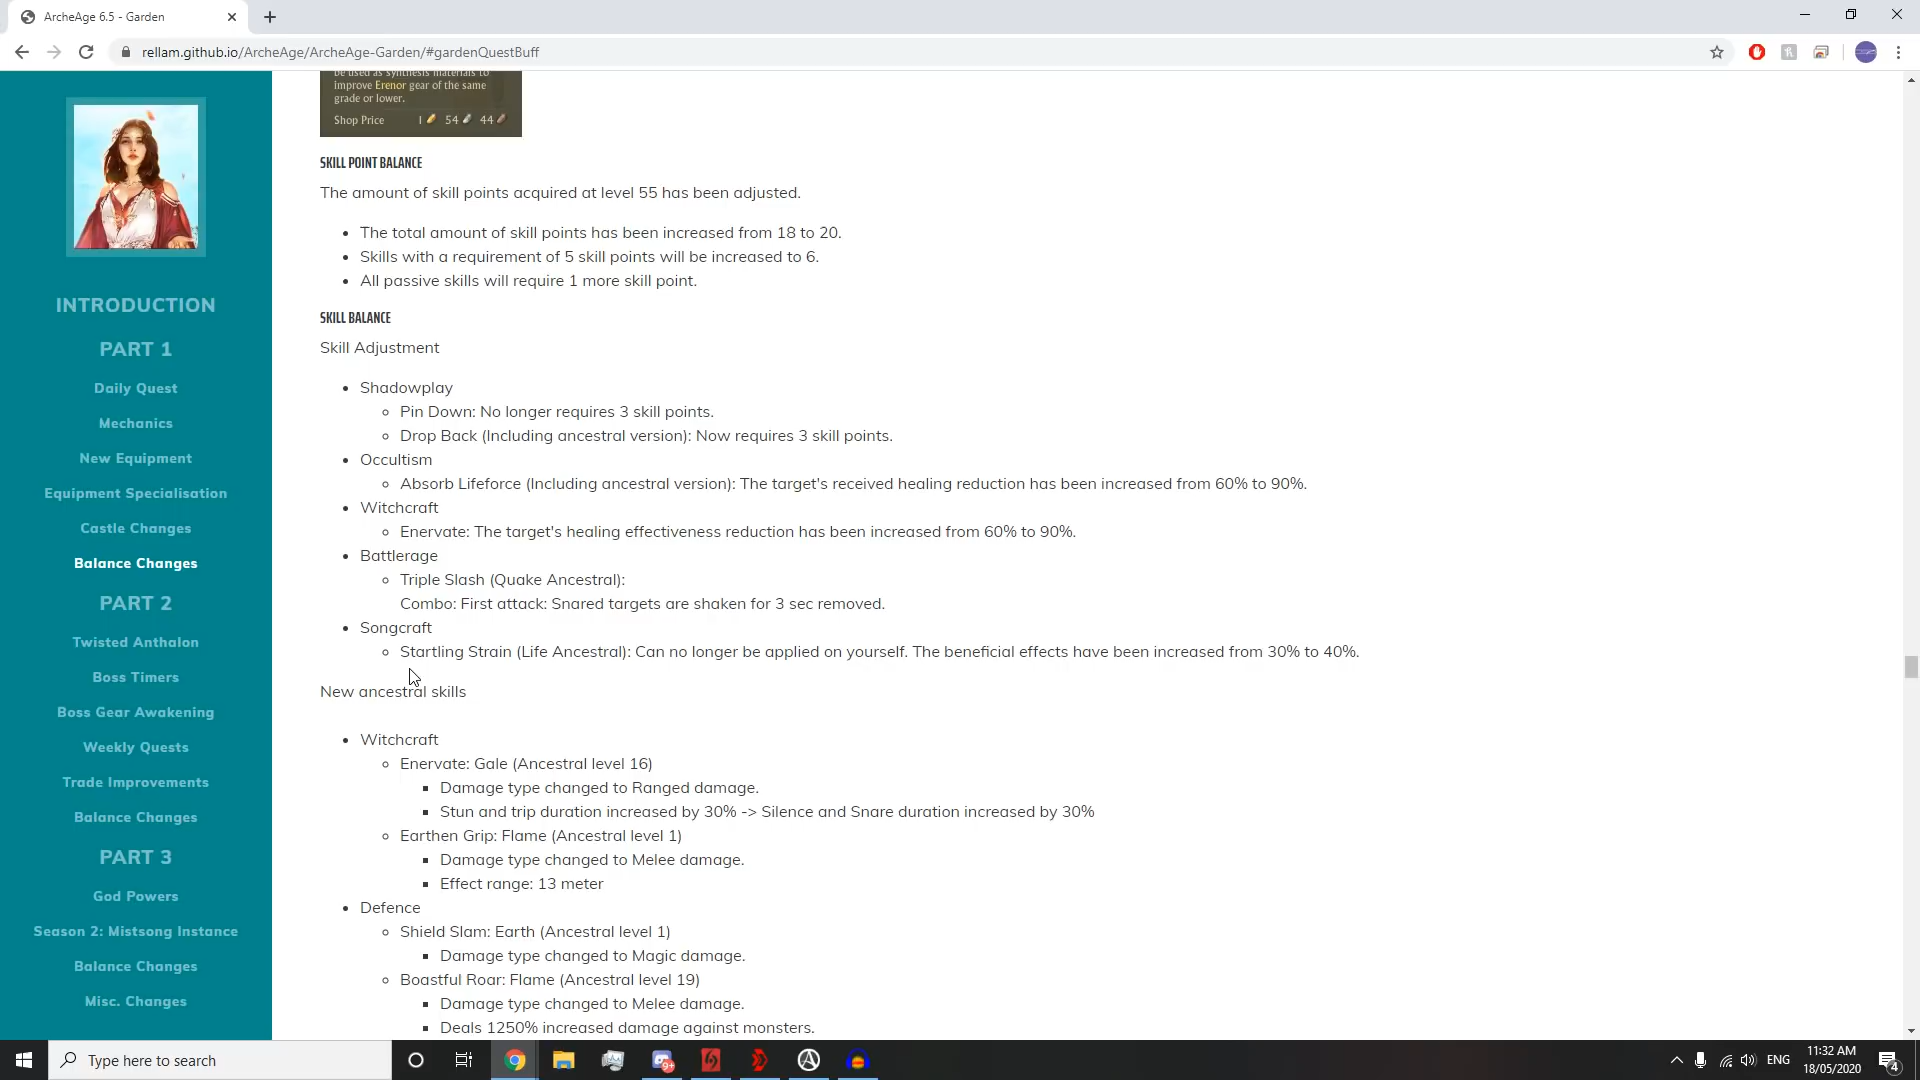 ArcheAge 6.5 - Garden
rellam.github.io/ArcheAge/ArcheAge-Garden/#gardenQuestBuff
be used as synthesis materials to
improve Erenor gear of the same
grade or lower.
Shop Price 1 54 44
SKILL POINT BALANCE
The amount of skill points acquired at level 55 has been adjusted.
• The total amount of skill points has been increased from 18 to 20.
• Skills with a requirement of 5 skill points will be increased to 6.
• All passive skills will require 1 more skill point.
SKILL BALANCE
Skill Adjustment
• Shadowplay
◦ Pin Down: No longer requires 3 skill points.
◦ Drop Back (Including ancestral version): Now requires 3 skill points.
• Occultism
◦ Absorb Lifeforce (Including ancestral version): The target's received healing reduction has been increased from 60% to 90%.
• Witchcraft
◦ Enervate: The target's healing effectiveness reduction has been increased from 60% to 90%.
• Battlerage
◦ Triple Slash (Quake Ancestral):
Combo: First attack: Snared targets are shaken for 3 sec removed.
• Songcraft
◦ Startling Strain (Life Ancestral): Can no longer be applied on yourself. The beneficial effects have been increased from 30% to 40%.
New ancestral skills
• Witchcraft
◦ Enervate: Gale (Ancestral level 16)
▪ Damage type changed to Ranged damage.
▪ Stun and trip duration increased by 30% -> Silence and Snare duration increased by 30%
◦ Earthen Grip: Flame (Ancestral level 1)
▪ Damage type changed to Melee damage.
▪ Effect range: 13 meter
• Defence
◦ Shield Slam: Earth (Ancestral level 1)
▪ Damage type changed to Magic damage.
◦ Boastful Roar: Flame (Ancestral level 19)
▪ Damage type changed to Melee damage.
▪ Deals 1250% increased damage against monsters.
INTRODUCTION
PART 1
Daily Quest
Mechanics
New Equipment
Equipment Specialisation
Castle Changes
Balance Changes
PART 2
Twisted Anthalon
Boss Timers
Boss Gear Awakening
Weekly Quests
Trade Improvements
Balance Changes
PART 3
God Powers
Season 2: Mistsong Instance
Balance Changes
Misc. Changes
Type here to search
9+
ENG
11:32 AM
18/05/2020
4